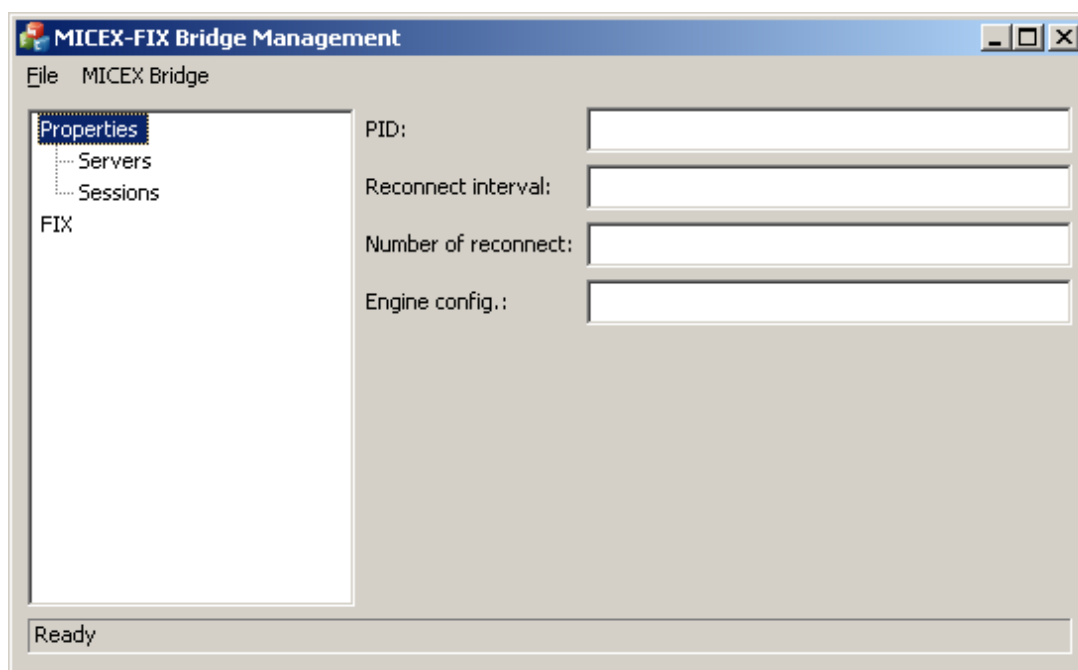 MICEX-FIX Bridge Management
File MICEX Bridge
Properties
Servers
Sessions
FIX
PID:
Reconnect interval:
Number of reconnect:
Engine config.:
Ready